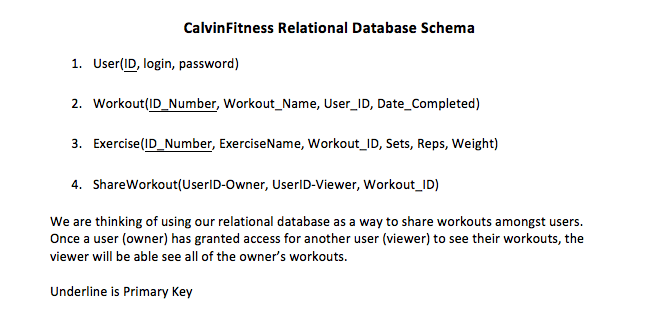 CalvinFitness Relational Database Schema
1. User(ID, login, password)
2. Workout(ID_Number, Workout_Name, User_ID, Date_Completed)
3. Exercise(ID_Number, ExerciseName, Workout_ID, Sets, Reps, Weight)
4. ShareWorkout(UserID-Owner, UserID-Viewer, Workout_ID)
We are thinking of using our relational database as a way to share workouts amongst users.
Once a user (owner) has granted access for another user (viewer) to see their workouts, the
viewer will be able see all of the owner’s workouts.
Underline is Primary Key